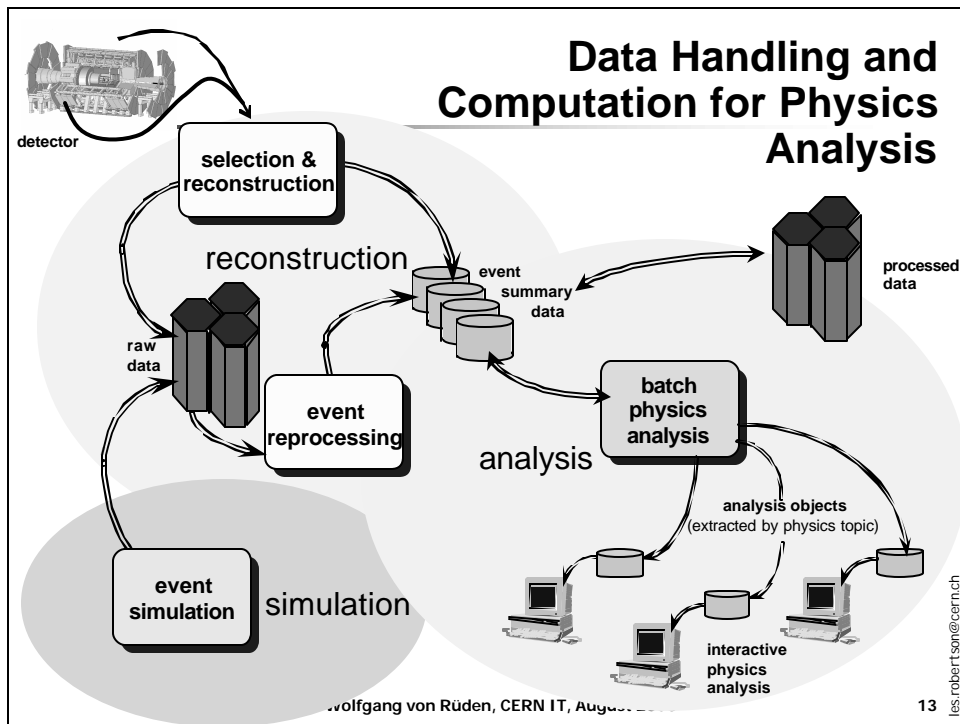 Data Handling and
Computation for Physics
Analysis
detector
selection &
reconstruction
reconstruction
event
summary
data
processed
data
raw
data
event
reprocessing
batch
physics
analysis
analysis
analysis objects
(extracted by physics topic)
event
simulation
simulation
interactive
physics
analysis
Wolfgang von Rüden, CERN IT, August
13
les.robertson@cern.ch